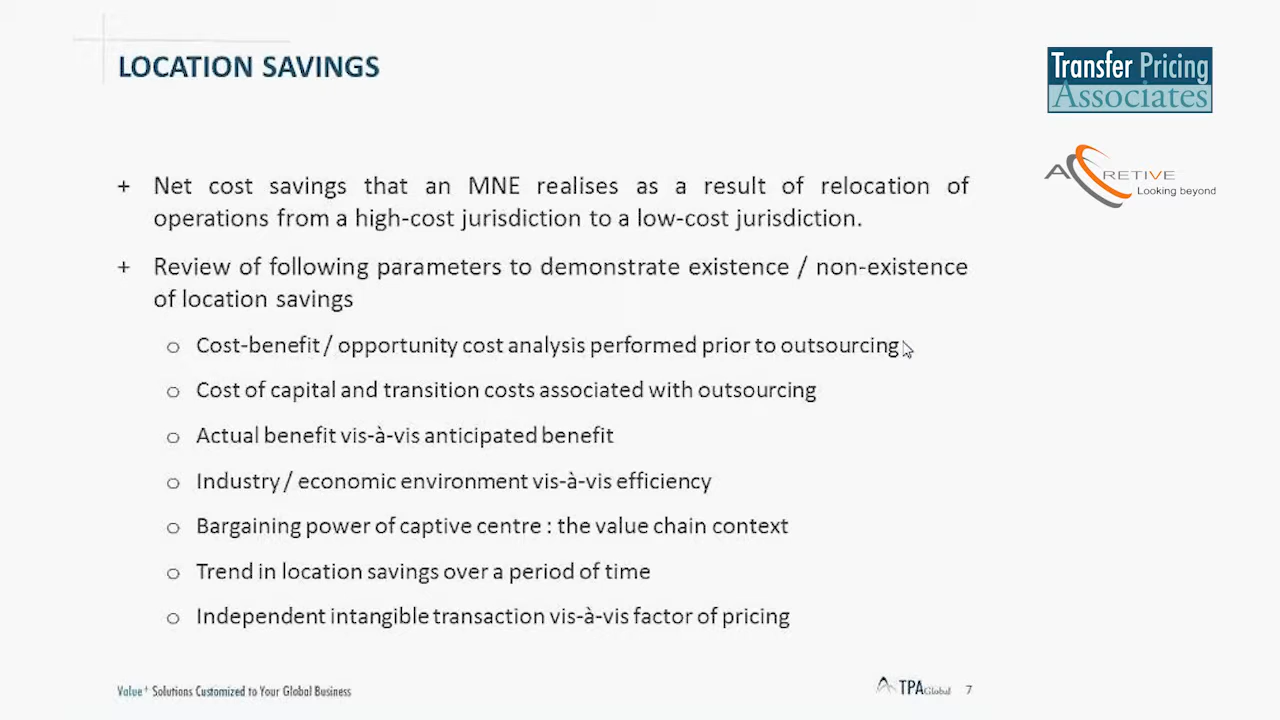 LOCATION SAVINGS
Transfer Pricing
Associates
ACCRETIVE
Looking beyond
+ Net cost savings that an MNE realises as a result of relocation of
operations from a high-cost jurisdiction to a low-cost jurisdiction.
+ Review of following parameters to demonstrate existence / non-existence
of location savings
o Cost-benefit / opportunity cost analysis performed prior to outsourcing
o Cost of capital and transition costs associated with outsourcing
o Actual benefit vis-à-vis anticipated benefit
o Industry / economic environment vis-à-vis efficiency
o Bargaining power of captive centre : the value chain context
o Trend in location savings over a period of time
o Independent intangible transaction vis-à-vis factor of pricing
Value+ Solutions Customized to Your Global Business
TPAGlobal 7